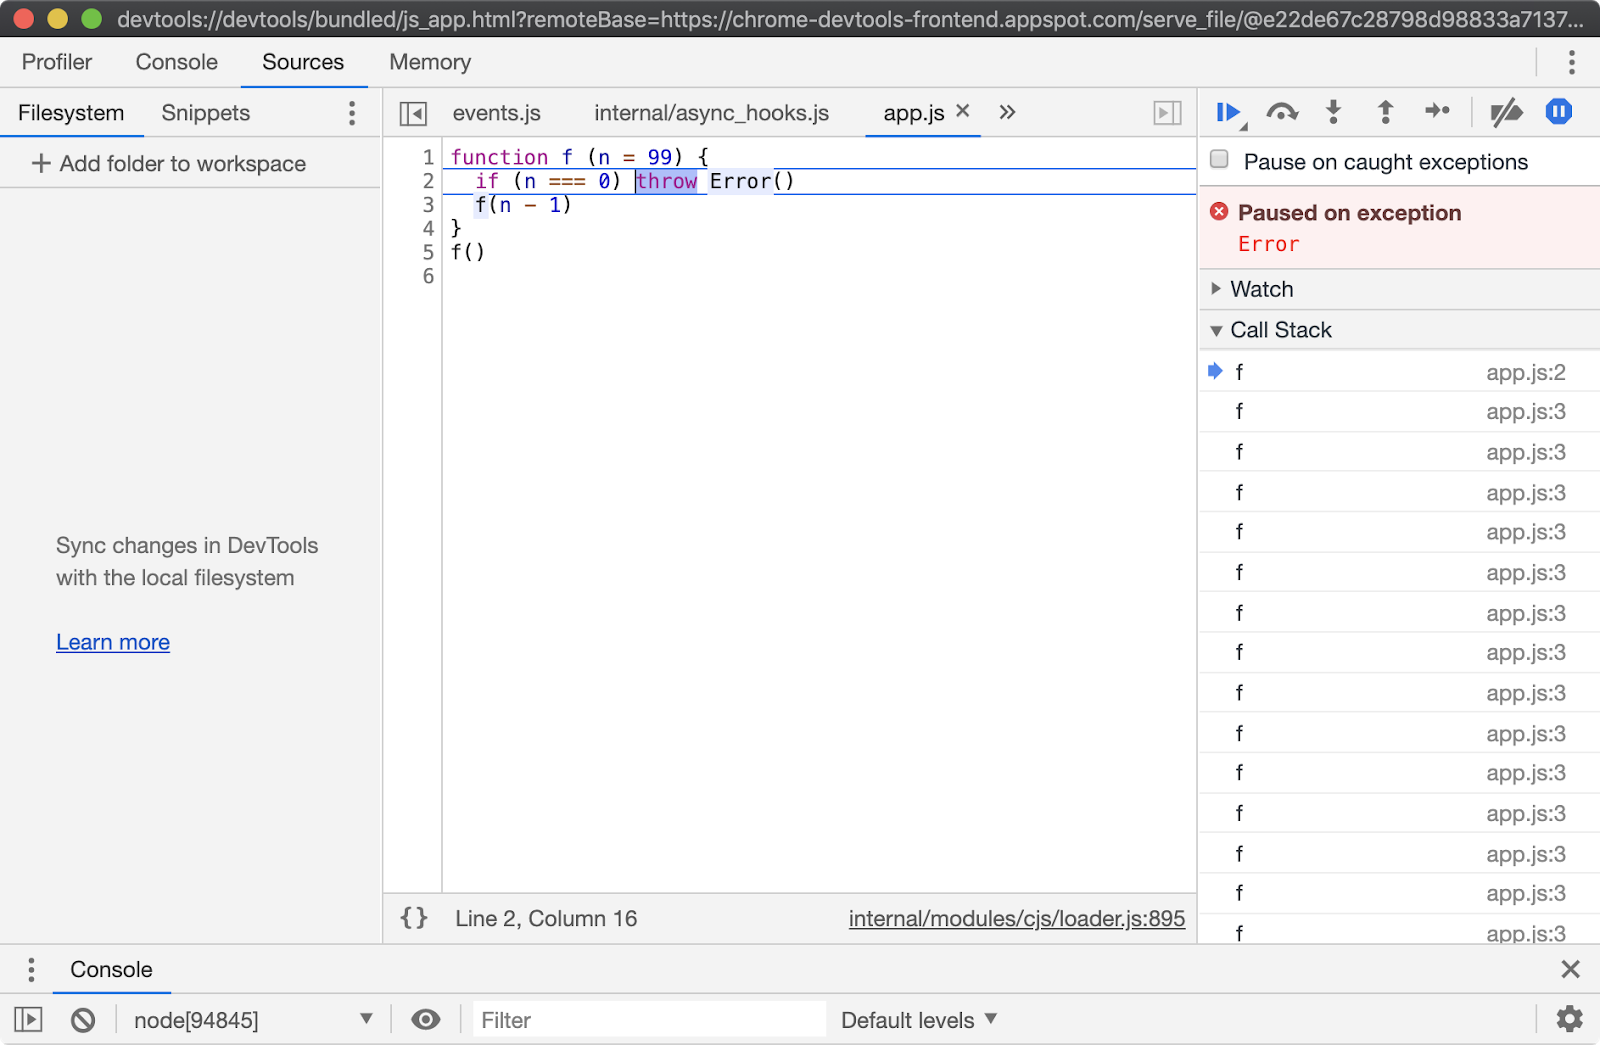 devtools://devtools/bundled/js_app.html?remoteBase=https://chrome-devtools-frontend.appspot.com/serve_file/@e22de67c28798d98833a7137...
Profiler Console Sources Memory
Filesystem Snippets
events.js internal/async_hooks.js app.js ✕ »
+ Add folder to workspace
Sync changes in DevTools
with the local filesystem
Learn more
1 function f (n = 99) {
2   if (n === 0) throw Error()
3   f(n - 1)
4 }
5 f()
6
{} Line 2, Column 16 internal/modules/cjs/loader.js:895
Pause on caught exceptions
Paused on exception
Error
Watch
Call Stack
f app.js:2
f app.js:3
f app.js:3
f app.js:3
f app.js:3
f app.js:3
f app.js:3
f app.js:3
f app.js:3
f app.js:3
f app.js:3
f app.js:3
f app.js:3
f app.js:3
f app.js:3
Console
node[94845] Filter Default levels